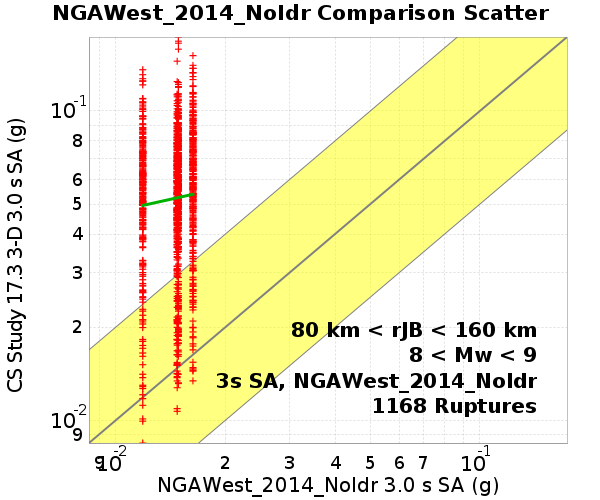 NGAWest_2014_NoIdr Comparison Scatter
CS Study 17.3 3-D 3.0 s SA (g)
10-1
8
6
5
4
3
2
10-2
9
80 km < rJB < 160 km
8 < Mw < 9
3s SA, NGAWest_2014_NoIdr
1168 Ruptures
9 10-2 2 3 4 5 6 7 10-1
NGAWest_2014_NoIdr 3.0 s SA (g)